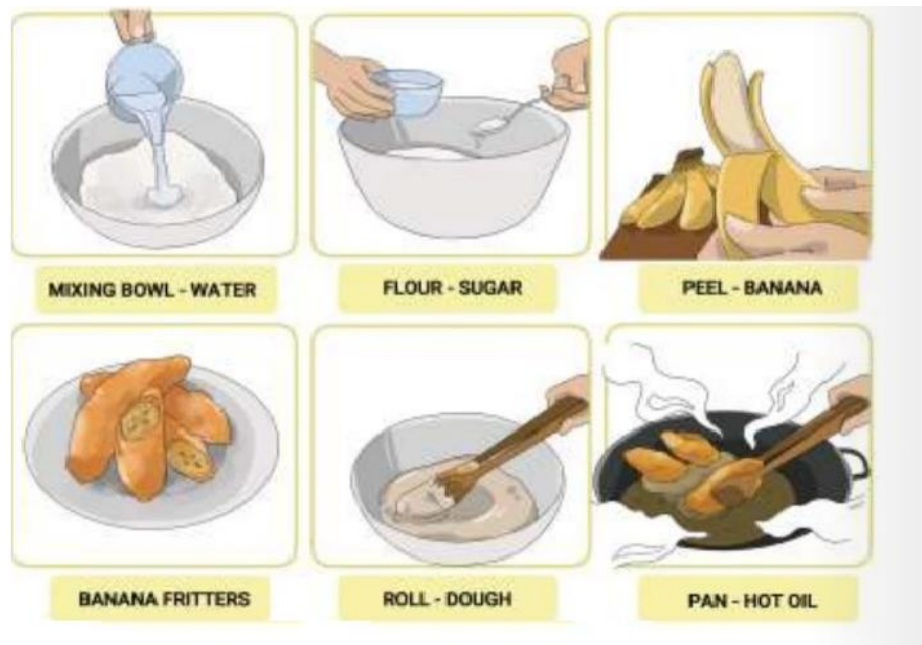 MIXING BOWL - WATER
FLOUR - SUGAR
PEEL - BANANA
BANANA FRITTERS
ROLL - DOUGH
PAN - HOT OIL